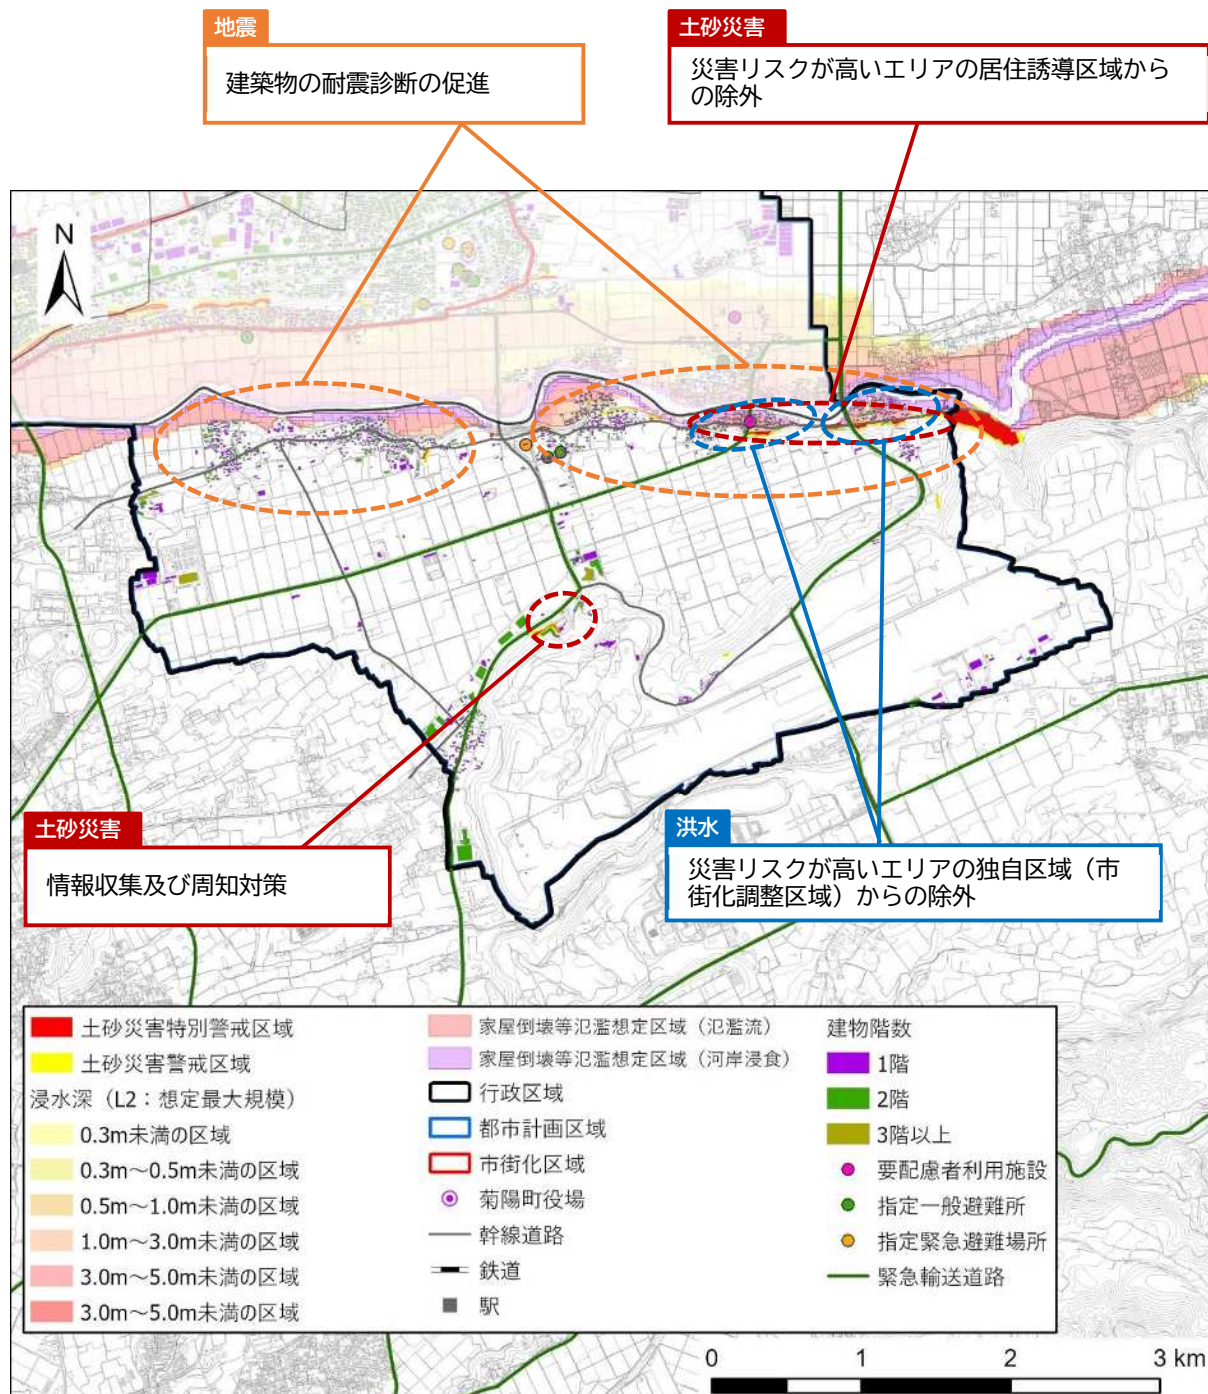 地震
建築物の耐震診断の促進
土砂災害
災害リスクが高いエリアの居住誘導区域から
の除外
N
土砂災害
情報収集及び周知対策
洪水
災害リスクが高いエリアの独自区域（市
街化調整区域）からの除外
土砂災害特別警戒区域
土砂災害警戒区域
浸水深（L2：想定最大規模）
0.3m未満の区域
0.3m～0.5m未満の区域
0.5m～1.0m未満の区域
1.0m～3.0m未満の区域
3.0m～5.0m未満の区域
3.0m～5.0m未満の区域
家屋倒壊等氾濫想定区域（氾濫流）
家屋倒壊等氾濫想定区域（河岸浸食）
行政区域
都市計画区域
市街化区域
菊陽町役場
幹線道路
鉄道
駅
建物階数
1階
2階
3階以上
要配慮者利用施設
指定一般避難所
指定緊急避難場所
緊急輸送道路
0 1 2 3 km